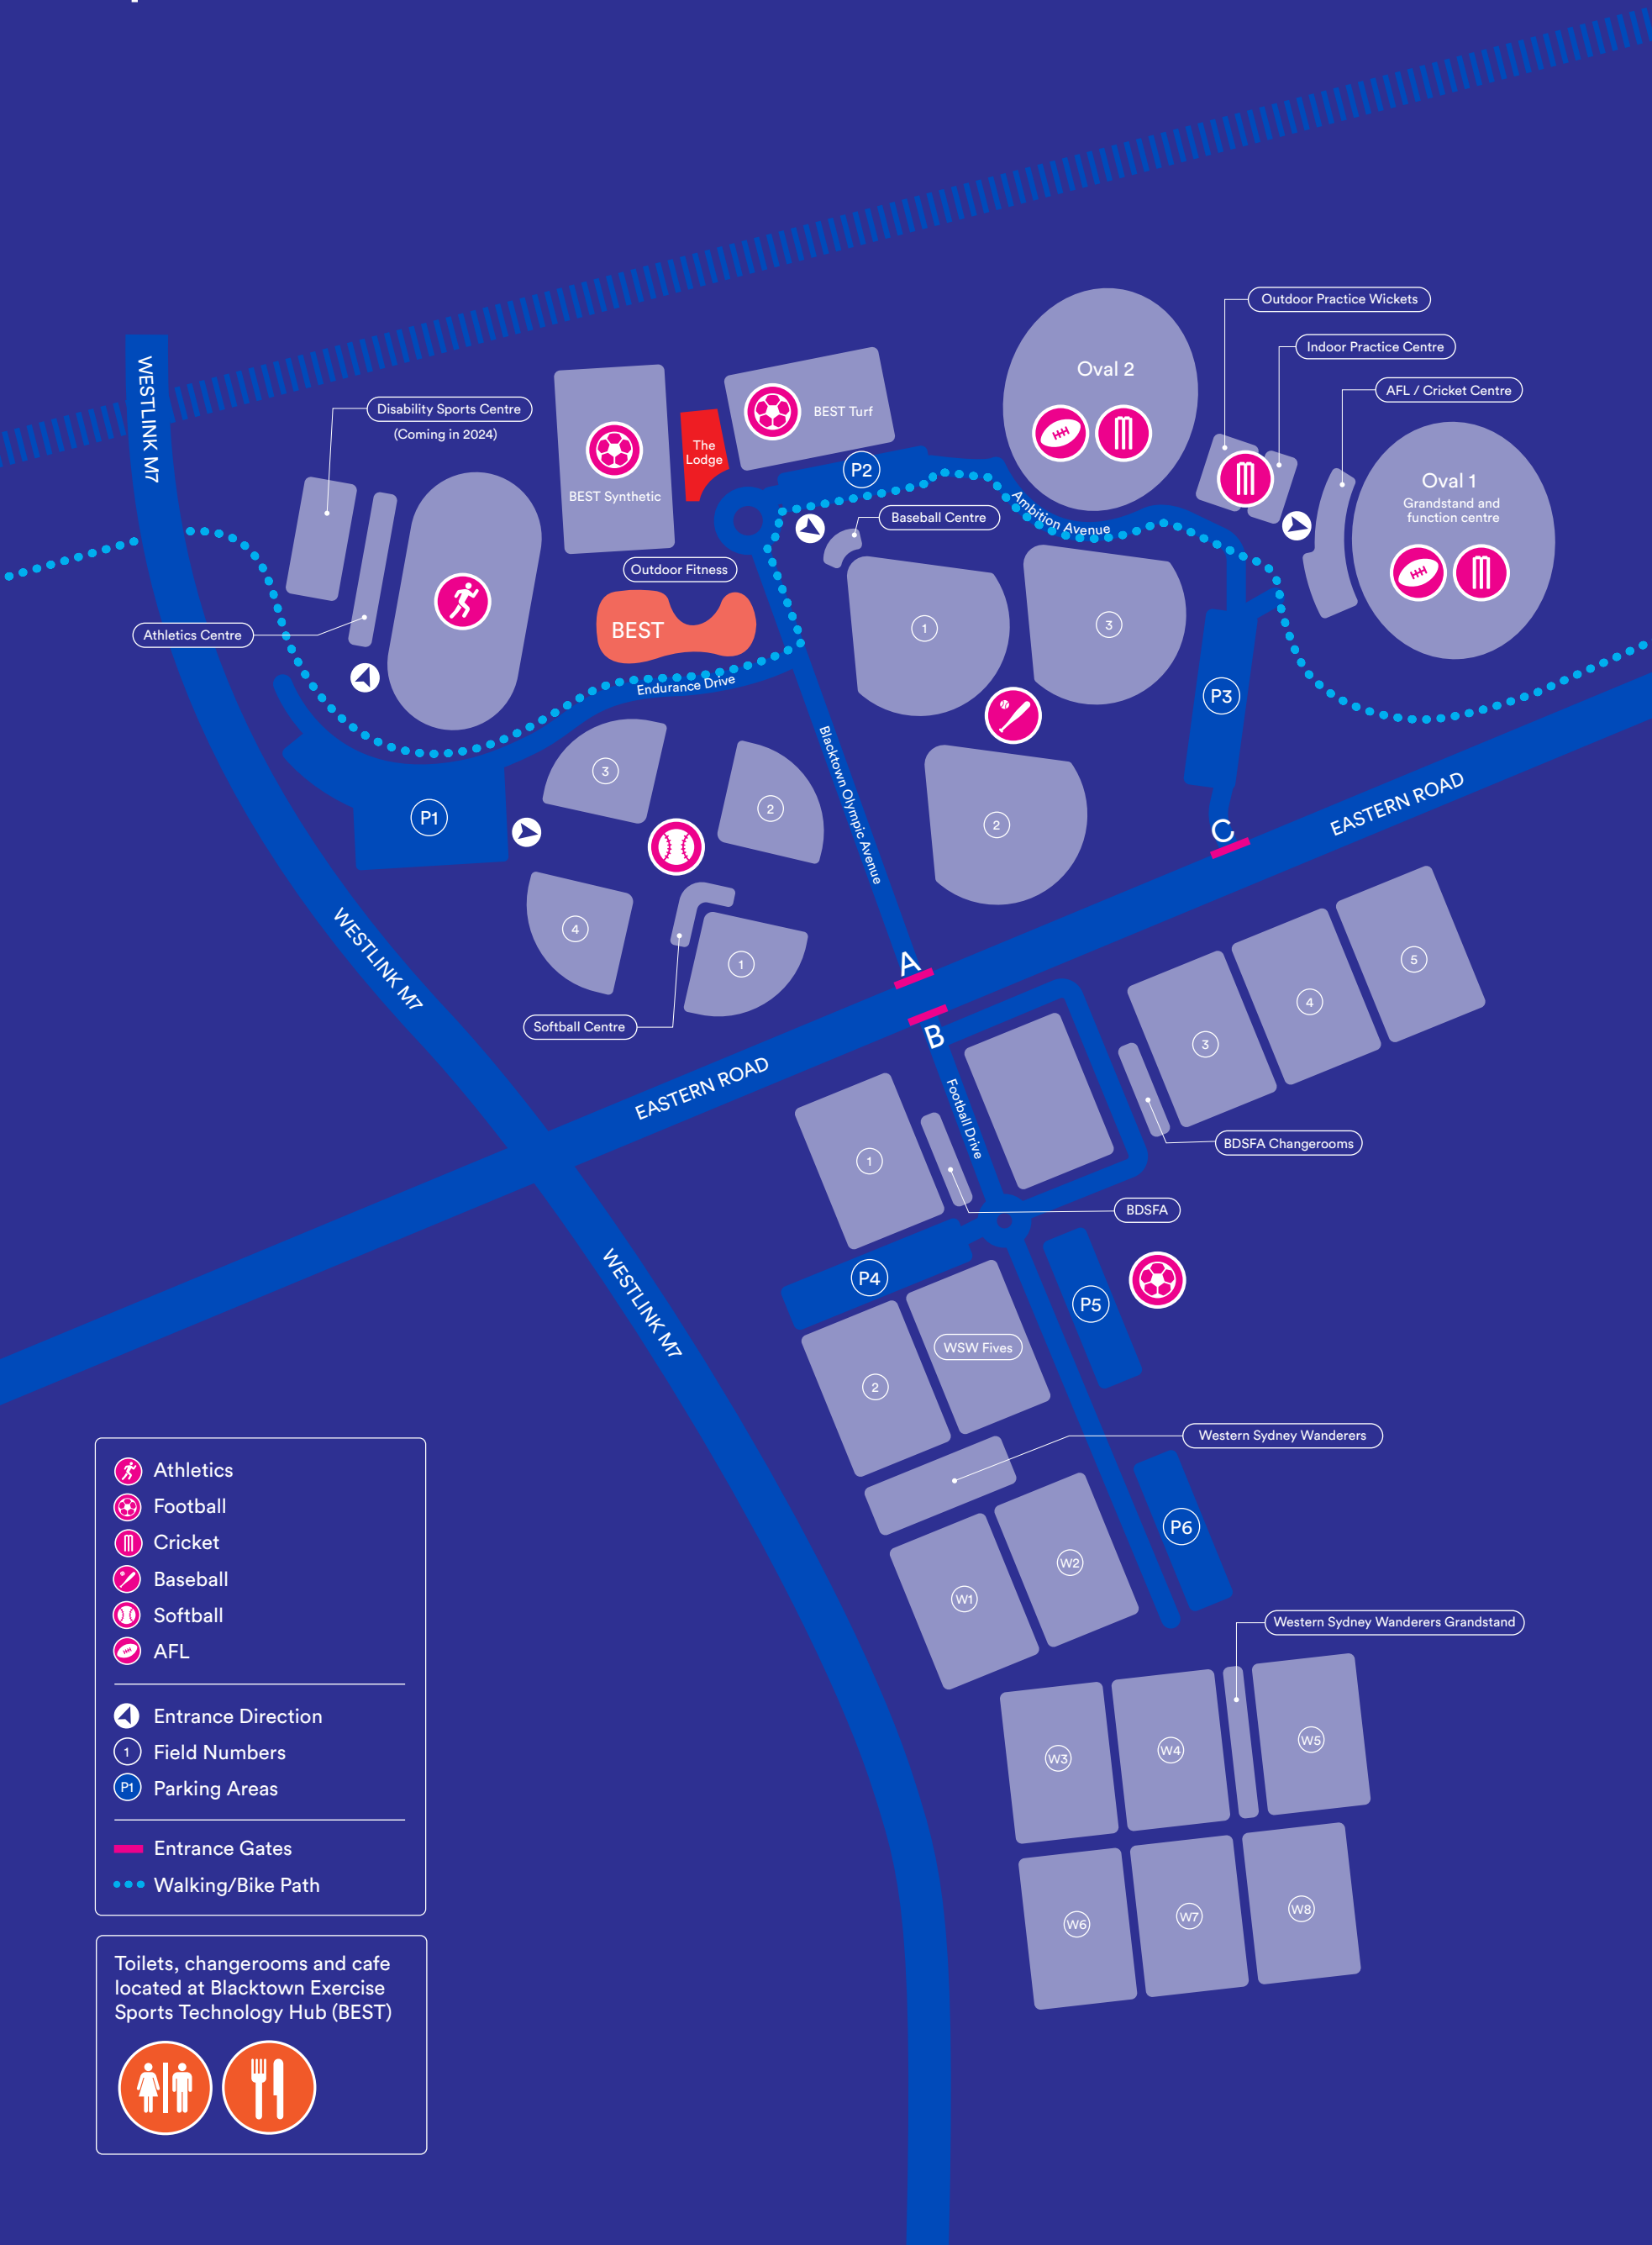 Outdoor Practice Wickets
Indoor Practice Centre
AFL / Cricket Centre
Oval 2
Oval 1
Grandstand and
function centre
WESTLINK M7
Disability Sports Centre
(Coming in 2024)
BEST Synthetic
The
Lodge
BEST Turf
P2
Ambition Avenue
Baseball Centre
Outdoor Fitness
BEST
Athletics Centre
Endurance Drive
1
3
2
P3
Blacktown Olympic Avenue
P1
3
2
4
1
Softball Centre
C
EASTERN ROAD
WESTLINK M7
A
B
EASTERN ROAD
Football Drive
3
4
5
BDSFA Changerooms
1
BDSFA
P4
P5
WESTLINK M7
WSW Fives
2
Western Sydney Wanderers
P6
W1
W2
Western Sydney Wanderers Grandstand
W3
W4
W5
W6
W7
W8
Athletics
Football
Cricket
Baseball
Softball
AFL
Entrance Direction
1
Field Numbers
P1
Parking Areas
Entrance Gates
Walking/Bike Path
Toilets, changerooms and cafe
located at Blacktown Exercise
Sports Technology Hub (BEST)